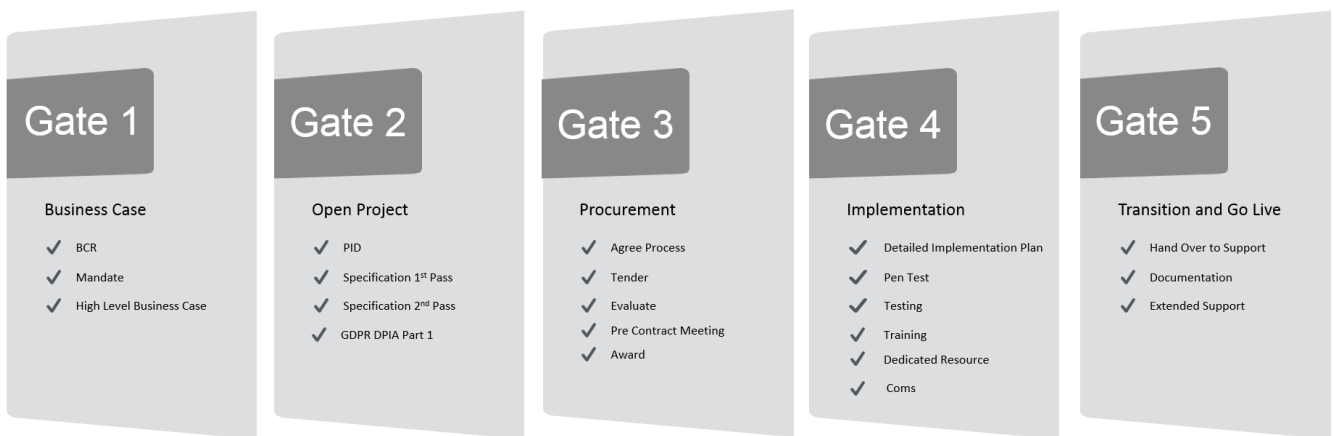 Gate 1
Business Case
BCR
Mandate
High Level Business Case
Gate 2
Open Project
PID
Specification 1st Pass
Specification 2nd Pass
GDPR DPIA Part 1
Gate 3
Procurement
Agree Process
Tender
Evaluate
Pre Contract Meeting
Award
Gate 4
Implementation
Detailed Implementation Plan
Pen Test
Testing
Training
Dedicated Resource
Coms
Gate 5
Transition and Go Live
Hand Over to Support
Documentation
Extended Support